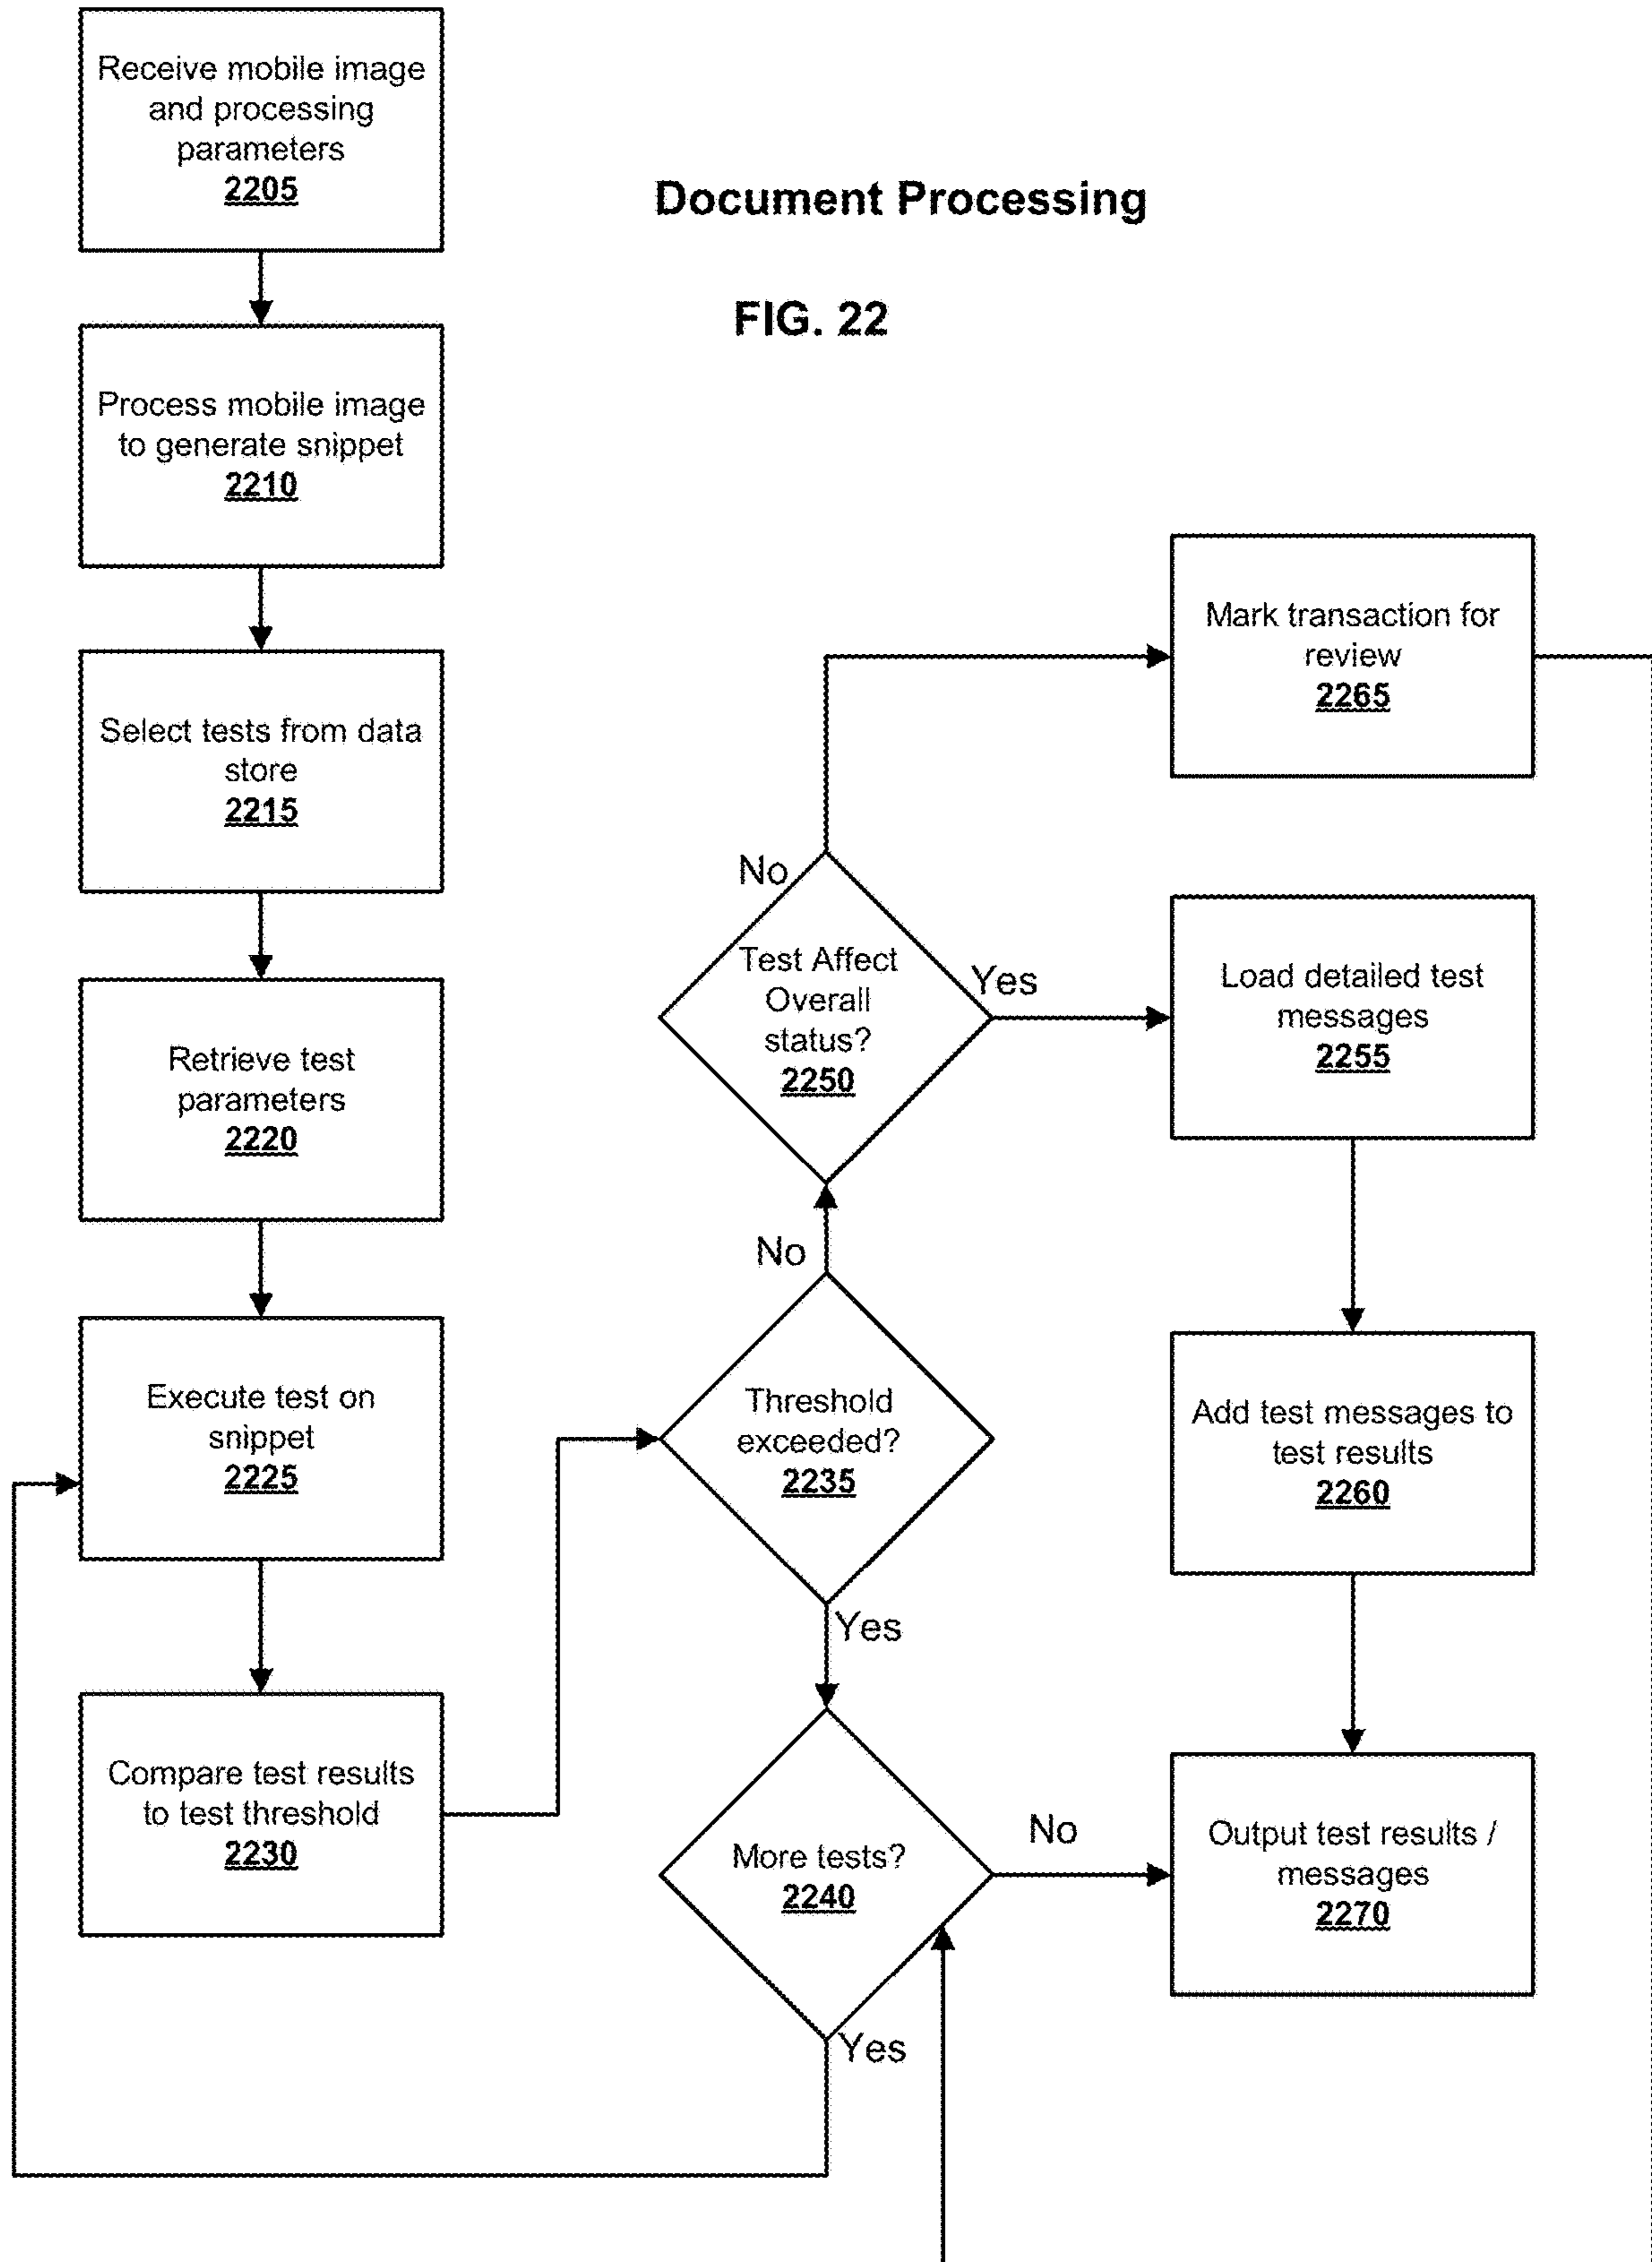 Receive mobile image
and processing
parameters
2205
Document Processing
FIG. 22
Process mobile image
to generate snippet
2210
Select tests from data
store
2215
Retrieve test
parameters
2220
Execute test on
snippet
2225
Compare test results
to test threshold
2230
Threshold
exceeded?
2235
No
Yes
Test Affect
Overall
status?
2250
No
Yes
Mark transaction for
review
2265
Load detailed test
messages
2255
Add test messages to
test results
2260
More tests?
2240
No
Yes
Output test results /
messages
2270